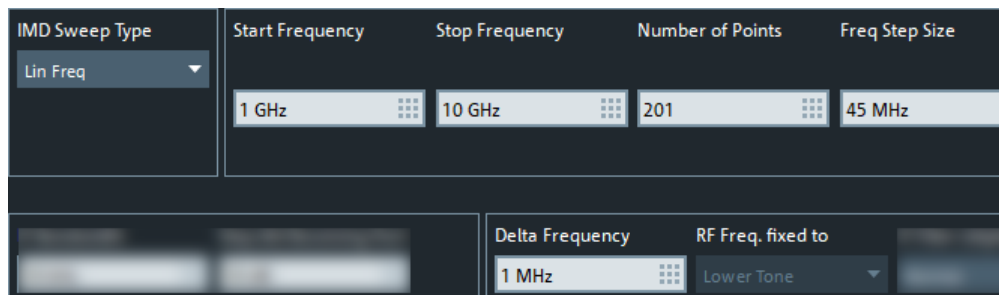 IMD Sweep Type
Start Frequency
Stop Frequency
Number of Points
Freq Step Size
Lin Freq
1 GHz
10 GHz
201
45 MHz
Delta Frequency
RF Freq. fixed to
1 MHz
Lower Tone